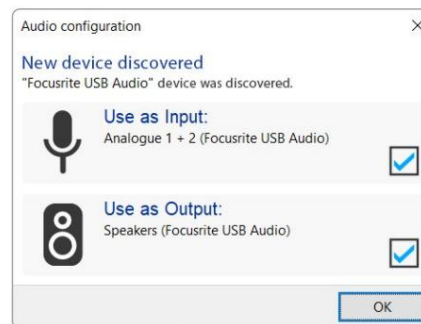 Audio configuration
New device discovered
"Focusrite USB Audio" device was discovered.
Use as Input:
Analogue 1 + 2 (Focusrite USB Audio)
Use as Output:
Speakers (Focusrite USB Audio)
OK